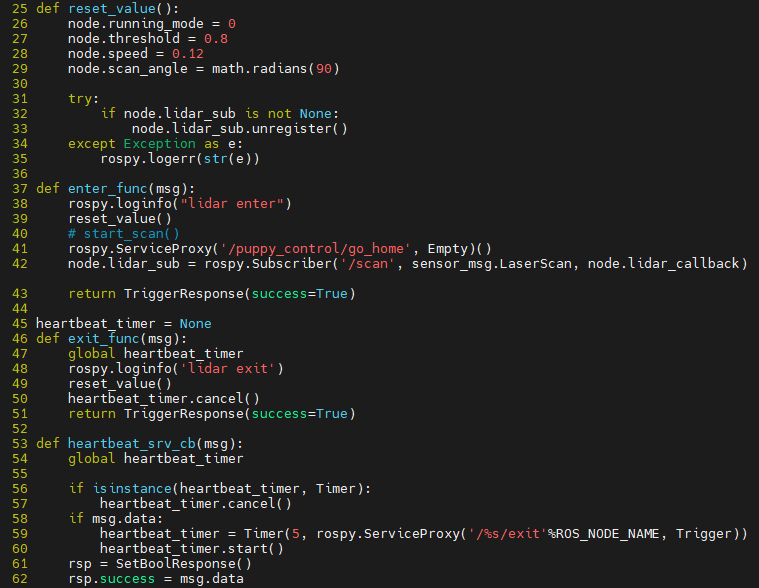 25 def reset_value():
26     node.running_mode = 0
27     node.threshold = 0.8
28     node.speed = 0.12
29     node.scan_angle = math.radians(90)
30
31     try:
32         if node.lidar_sub is not None:
33             node.lidar_sub.unregister()
34     except Exception as e:
35         rospy.logerr(str(e))
36
37 def enter_func(msg):
38     rospy.loginfo("lidar enter")
39     reset_value()
40     # start_scan()
41     rospy.ServiceProxy('/puppy_control/go_home', Empty)()
42     node.lidar_sub = rospy.Subscriber('/scan', sensor_msg.LaserScan, node.lidar_callback)
43     return TriggerResponse(success=True)
44
45 heartbeat_timer = None
46 def exit_func(msg):
47     global heartbeat_timer
48     rospy.loginfo('lidar exit')
49     reset_value()
50     heartbeat_timer.cancel()
51     return TriggerResponse(success=True)
52
53 def heartbeat_srv_cb(msg):
54     global heartbeat_timer
55
56     if isinstance(heartbeat_timer, Timer):
57         heartbeat_timer.cancel()
58     if msg.data:
59         heartbeat_timer = Timer(5, rospy.ServiceProxy('/%s/exit'%ROS_NODE_NAME, Trigger))
60         heartbeat_timer.start()
61     rsp = SetBoolResponse()
62     rsp.success = msg.data